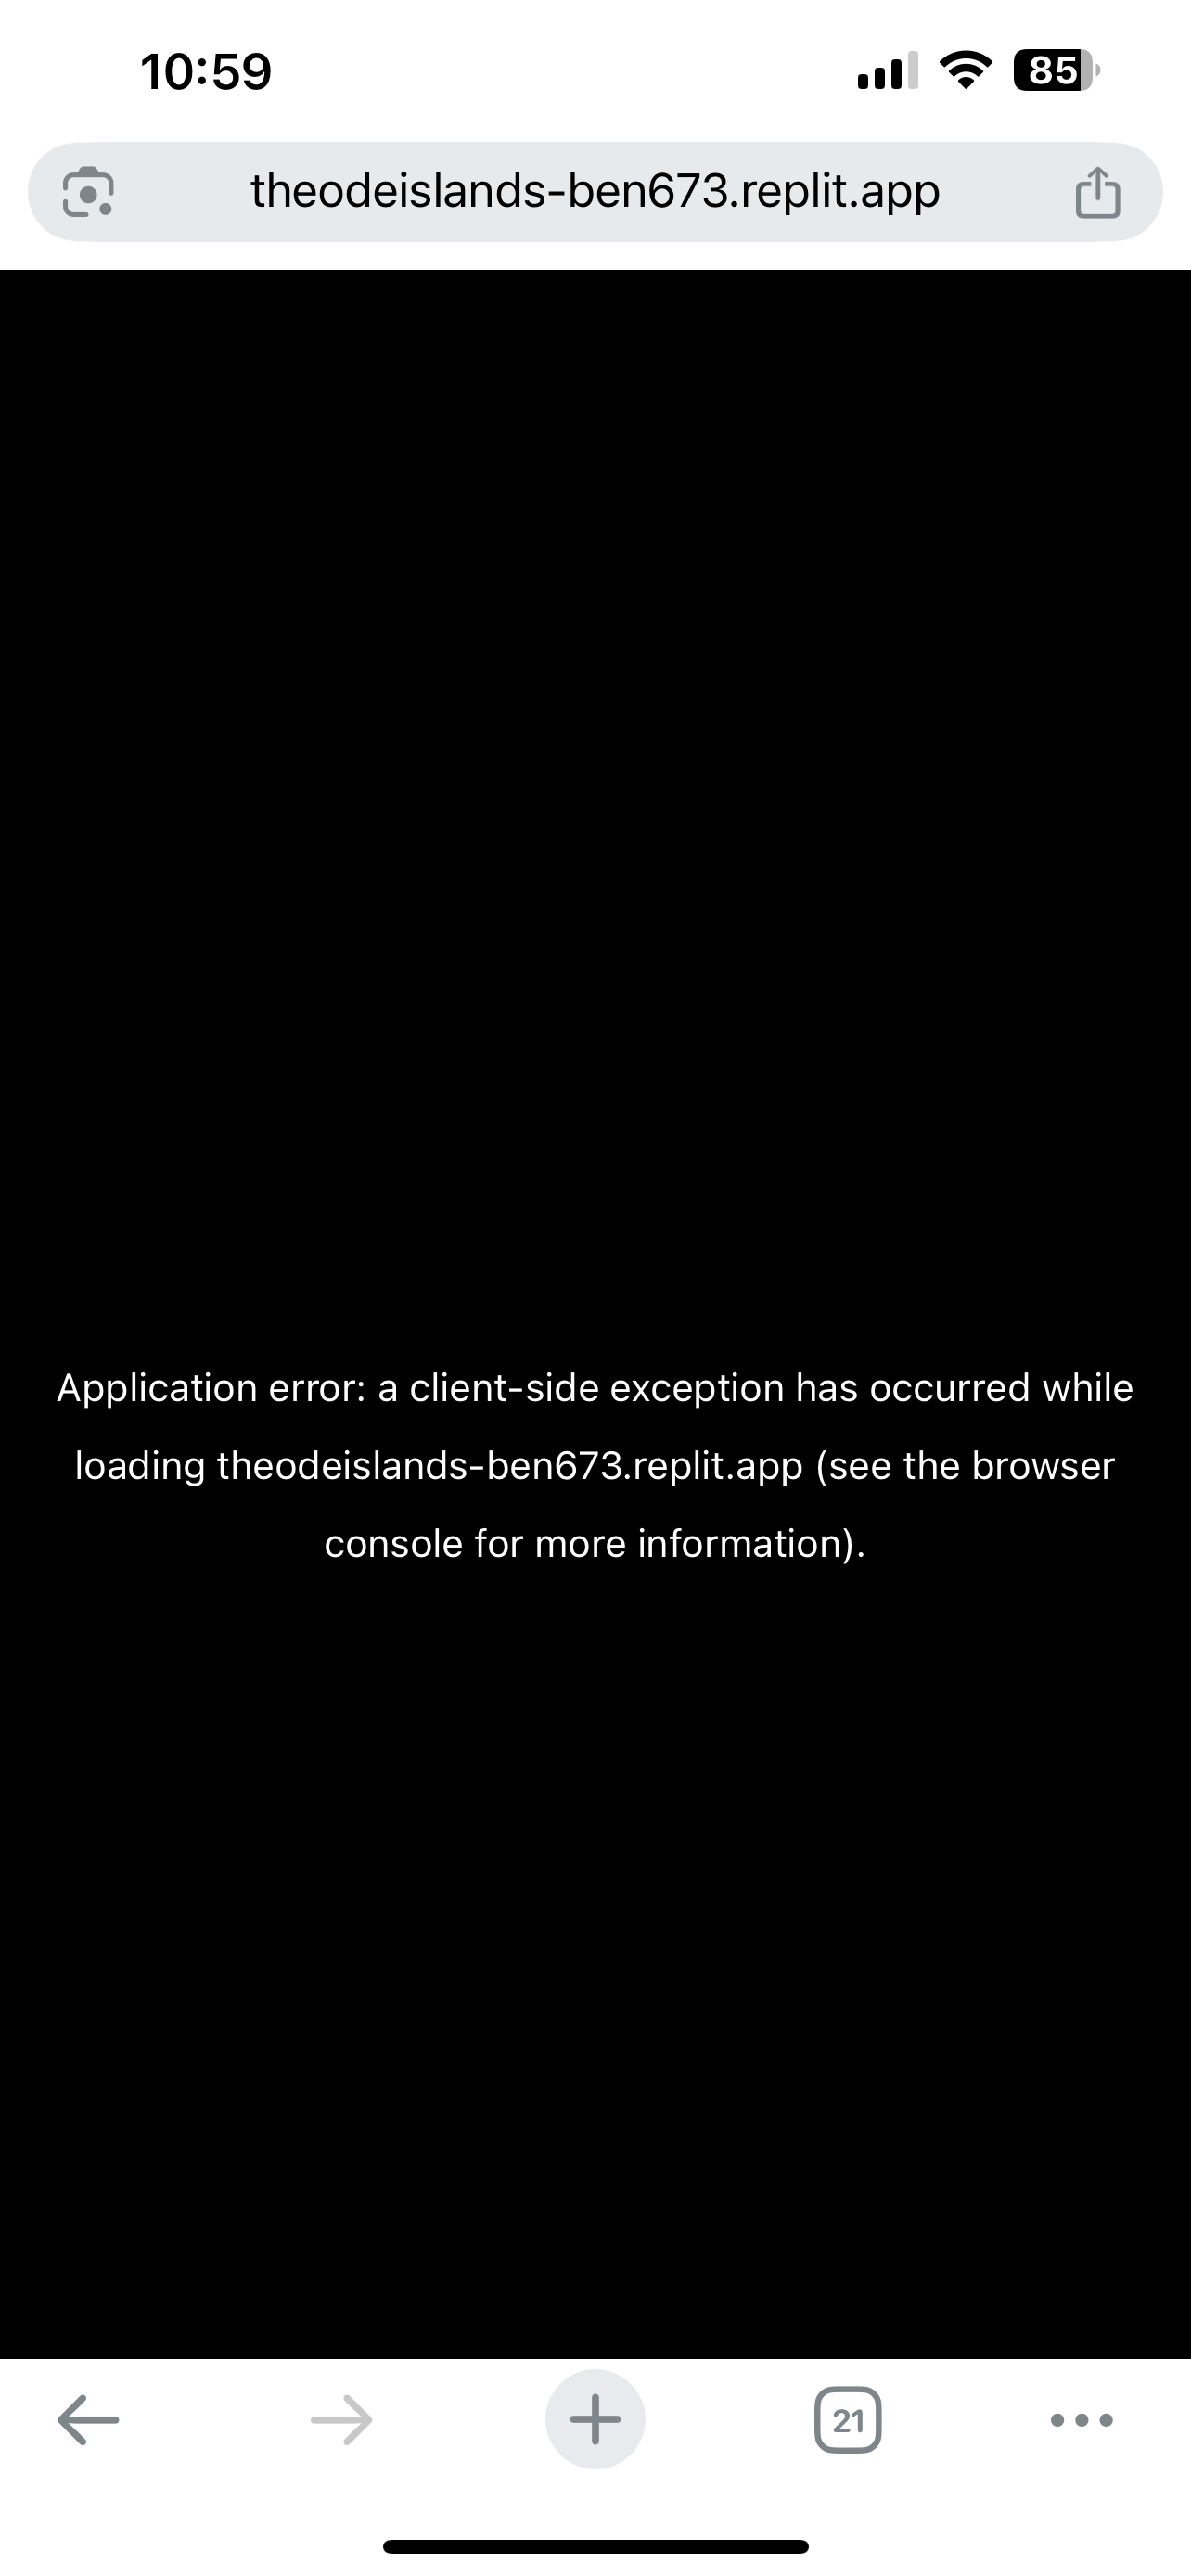 10:59
85
theodeislands-ben673.replit.app
Application error: a client-side exception has occurred while
loading theodeislands-ben673.replit.app (see the browser
console for more information).
21